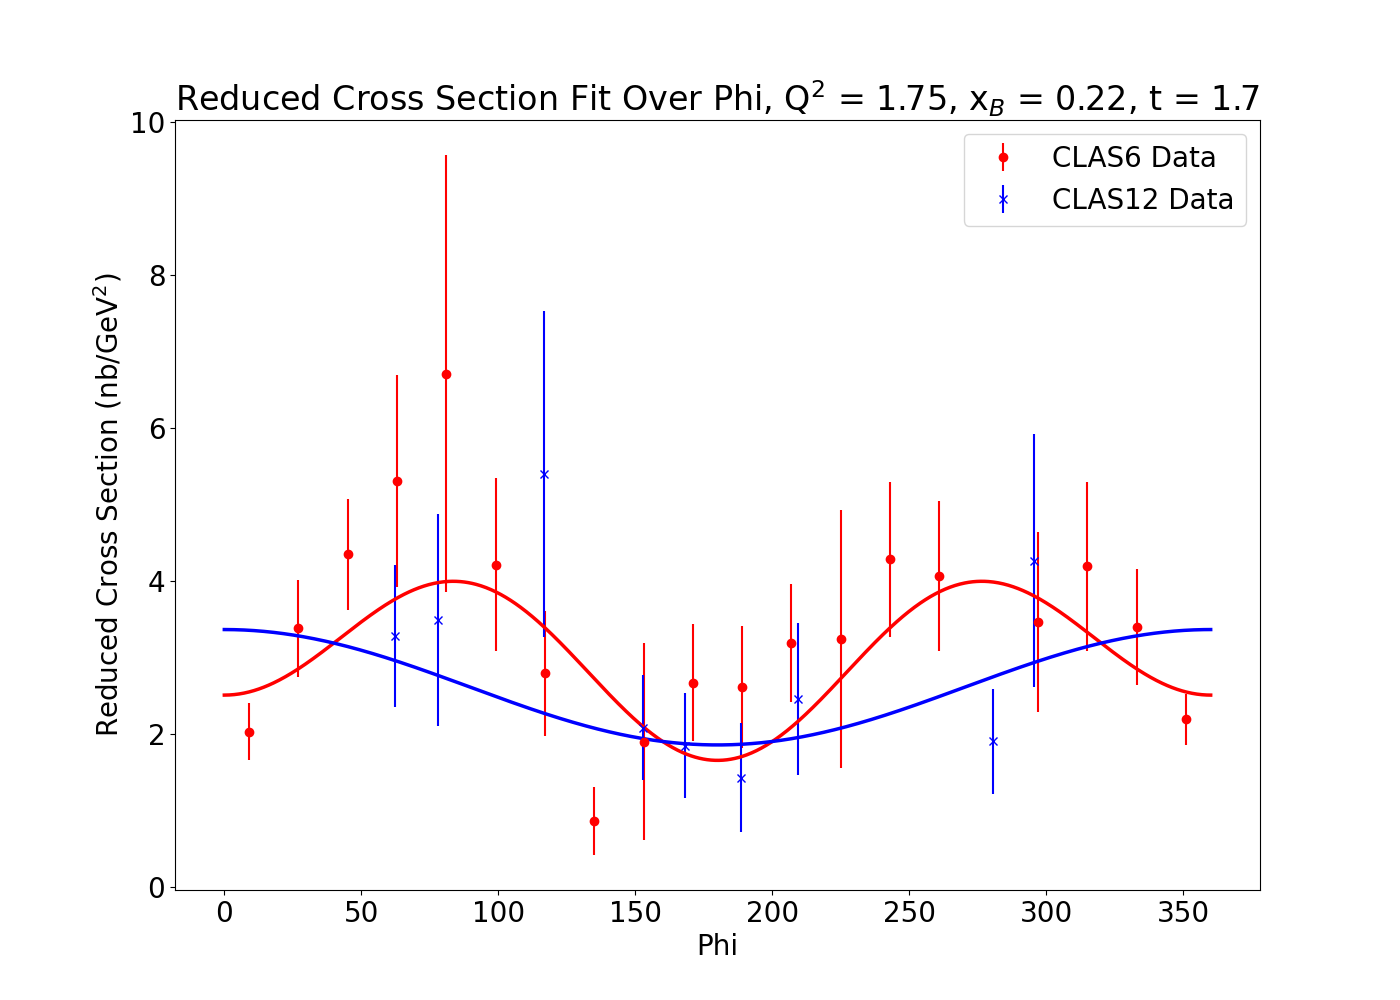 Reduced Cross Section Fit Over Phi, Q² = 1.75, x_B = 0.22, t = 1.7
CLAS6 Data
CLAS12 Data
Reduced Cross Section (nb/GeV²)
10
8
6
4
2
0
0 50 100 150 200 250 300 350
Phi